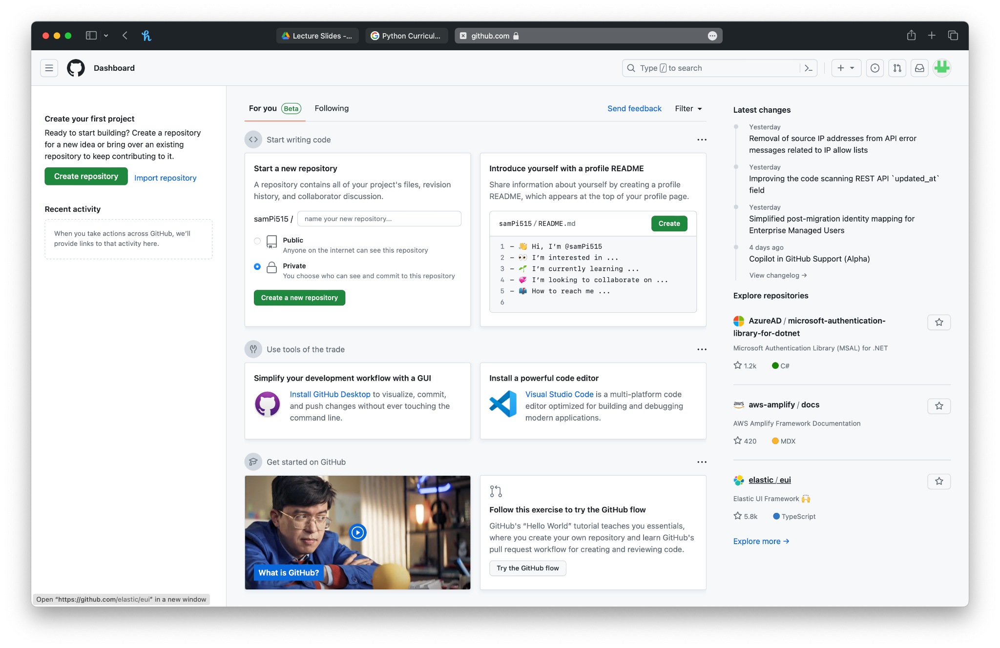 Lecture Slides -...
Python Curricul...
github.com
Dashboard
Type / to search
Create your first project
Ready to start building? Create a repository
for a new idea or bring over an existing
repository to keep contributing to it.
Create repository
Import repository
Recent activity
When you take actions across GitHub, we’ll
provide links to that activity here.
For you Beta
Following
Send feedback
Filter
Start writing code
Start a new repository
A repository contains all of your project's files, revision
history, and collaborator discussion.
samPi515 /
name your new repository...
Public
Anyone on the internet can see this repository
Private
You choose who can see and commit to this repository
Create a new repository
Introduce yourself with a profile README
Share information about yourself by creating a profile
README, which appears at the top of your profile page.
samPi515 / README.md
Create
1 – 👋 Hi, I’m @samPi515
2 – 👀 I’m interested in ...
3 – 🌱 I’m currently learning ...
4 – 💞️ I’m looking to collaborate on ...
5 – 📫 How to reach me ...
6
Use tools of the trade
Simplify your development workflow with a GUI
Install GitHub Desktop to visualize, commit,
and push changes without ever touching the
command line.
Install a powerful code editor
Visual Studio Code is a multi-platform code
editor optimized for building and debugging
modern applications.
Get started on GitHub
What is GitHub?
Follow this exercise to try the GitHub flow
GitHub's “Hello World” tutorial teaches you essentials,
where you create your own repository and learn GitHub's
pull request workflow for creating and reviewing code.
Try the GitHub flow
Latest changes
Yesterday
Removal of source IP addresses from API error
messages related to IP allow lists
Yesterday
Improving the code scanning REST API `updated_at`
field
Yesterday
Simplified post-migration identity mapping for
Enterprise Managed Users
4 days ago
Copilot in GitHub Support (Alpha)
View changelog →
Explore repositories
AzureAD / microsoft-authentication-
library-for-dotnet
Microsoft Authentication Library (MSAL) for .NET
1.2k
C#
aws
aws-amplify / docs
AWS Amplify Framework Documentation
420
MDX
elastic / eui
Elastic UI Framework 🙌
5.8k
TypeScript
Explore more →
Open “https://github.com/elastic/eui” in a new window